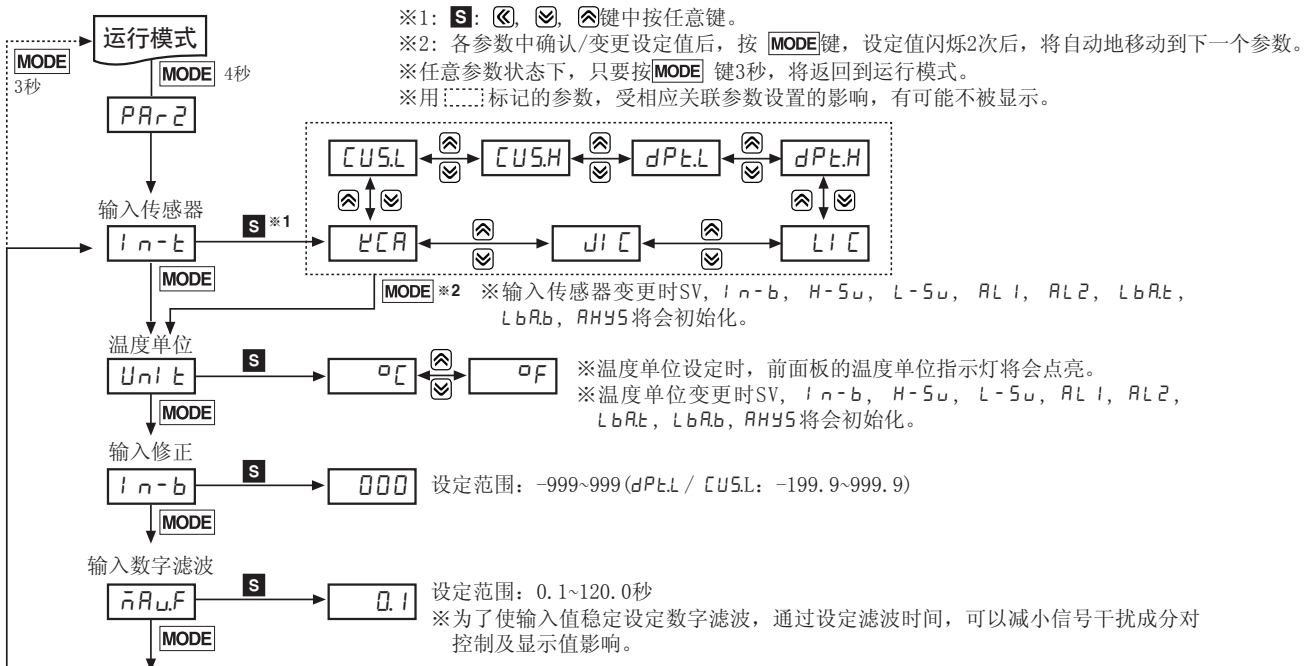 ※1: S: «, ︾, ︽键中按任意键。
※2: 各参数中确认/变更设定值后，按 MODE键，设定值闪烁2次后，将自动地移动到下一个参数。
※任意参数状态下，只要按MODE 键3秒，将返回到运行模式。
※用 标记的参数，受相应关联参数设置的影响，有可能不被显示。
运行模式
MODE
3秒
MODE 4秒
PAr2
CUS.L CUS.H dPt.L dPt.H
输入传感器
In-t S ※1 KCA JIC LIC
MODE
MODE ※2 ※输入传感器变更时SV, In-b, H-Su, L-Su, AL1, AL2, LbA.t,
LbA.b, AHYS将会初始化。
温度单位
UnIt S °C °F
※温度单位设定时，前面板的温度单位指示灯将会点亮。
※温度单位变更时SV, In-b, H-Su, L-Su, AL1, AL2,
LbA.t, LbA.b, AHYS将会初始化。
MODE
输入修正
In-b S 000 设定范围: -999~999(dPt.L / CUS.L: -199.9~999.9)
MODE
输入数字滤波
mAu.F S 0.1 设定范围: 0.1~120.0秒
※为了使输入值稳定设定数字滤波，通过设定滤波时间，可以减小信号干扰成分对
控制及显示值影响。
MODE